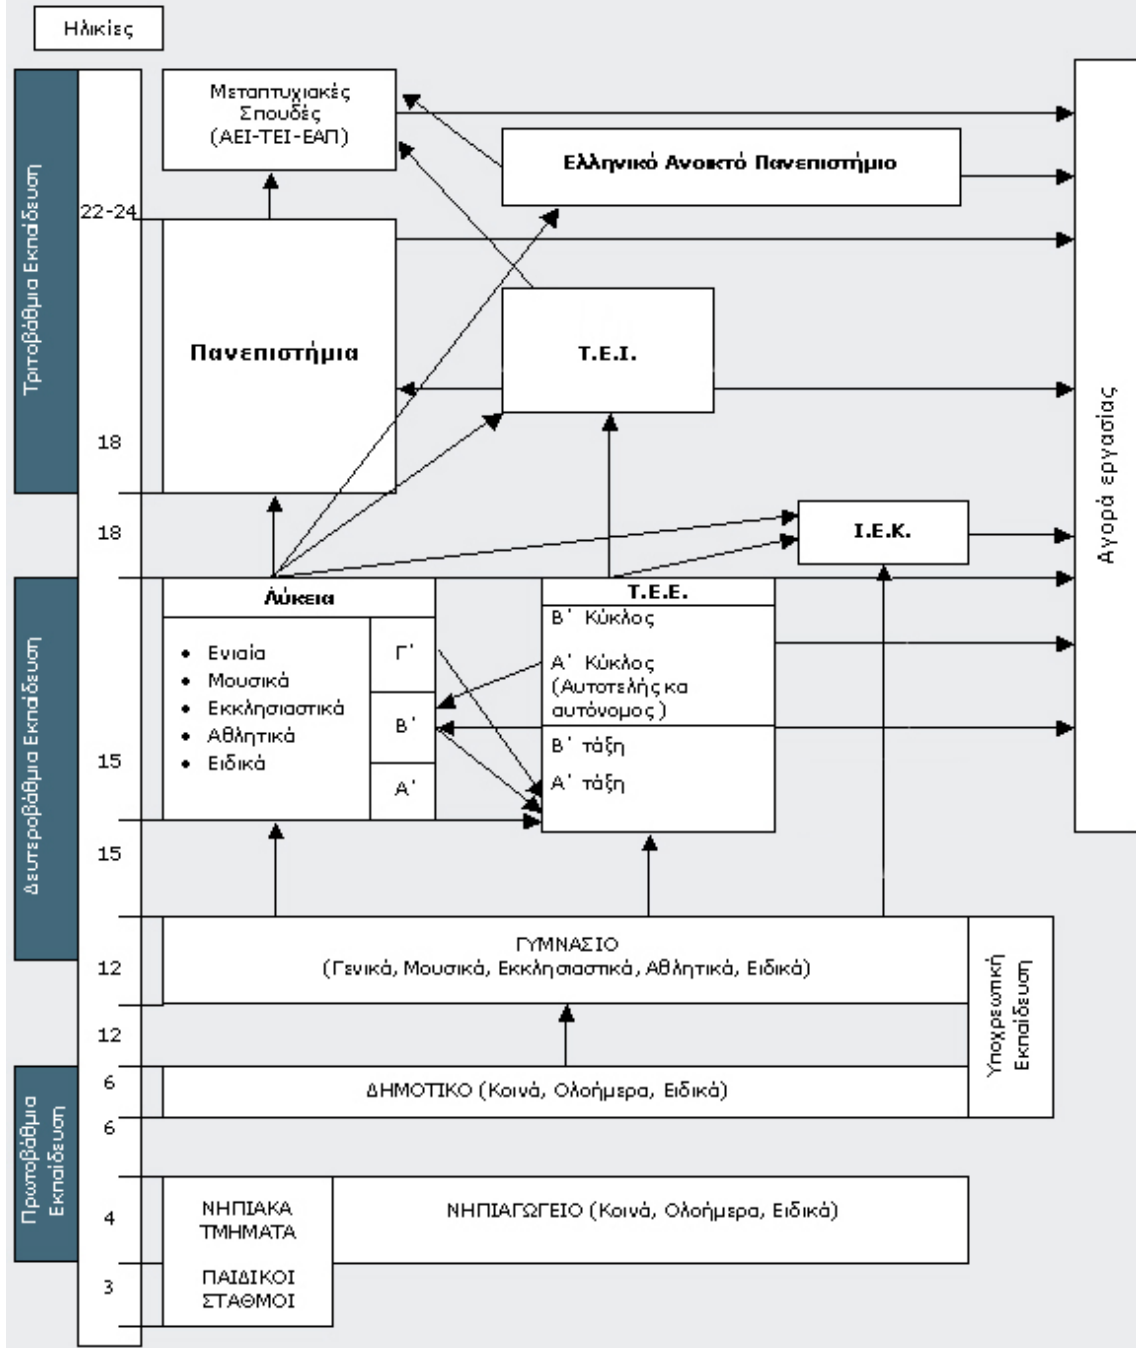 Ηλικίες
Τριτοβάθμια Εκπαίδευση
22-24
18
18
Μεταπτυχιακές
Σπουδές
(ΑΕΙ-ΤΕΙ-ΕΑΠ)
Ελληνικό Ανοικτό Πανεπιστήμιο
Πανεπιστήμια
Τ.Ε.Ι.
Ι.Ε.Κ.
Αγορά εργασίας
Δευτεροβάθμια Εκπαίδευση
15
15
12
12
Λύκεια
• Ενιαία
• Μουσικά
• Εκκλησιαστικά
• Αθλητικά
• Ειδικά
Γ΄
Β΄
Α΄
Τ.Ε.Ε.
Β΄ Κύκλος
Α΄ Κύκλος
(Αυτοτελής κα
αυτόνομος)
Β΄ τάξη
Α΄ τάξη
ΓΥΜΝΑΣΙΟ
(Γενικά, Μουσικά, Εκκλησιαστικά, Αθλητικά, Ειδικά)
Υποχρεωτική
Εκπαίδευση
Πρωτοβάθμια
Εκπαίδευση
6
6
4
3
ΔΗΜΟΤΙΚΟ (Κοινά, Ολοήμερα, Ειδικά)
ΝΗΠΙΑΚΑ
ΤΜΗΜΑΤΑ
ΠΑΙΔΙΚΟΙ
ΣΤΑΘΜΟΙ
ΝΗΠΙΑΓΩΓΕΙΟ (Κοινά, Ολοήμερα, Ειδικά)